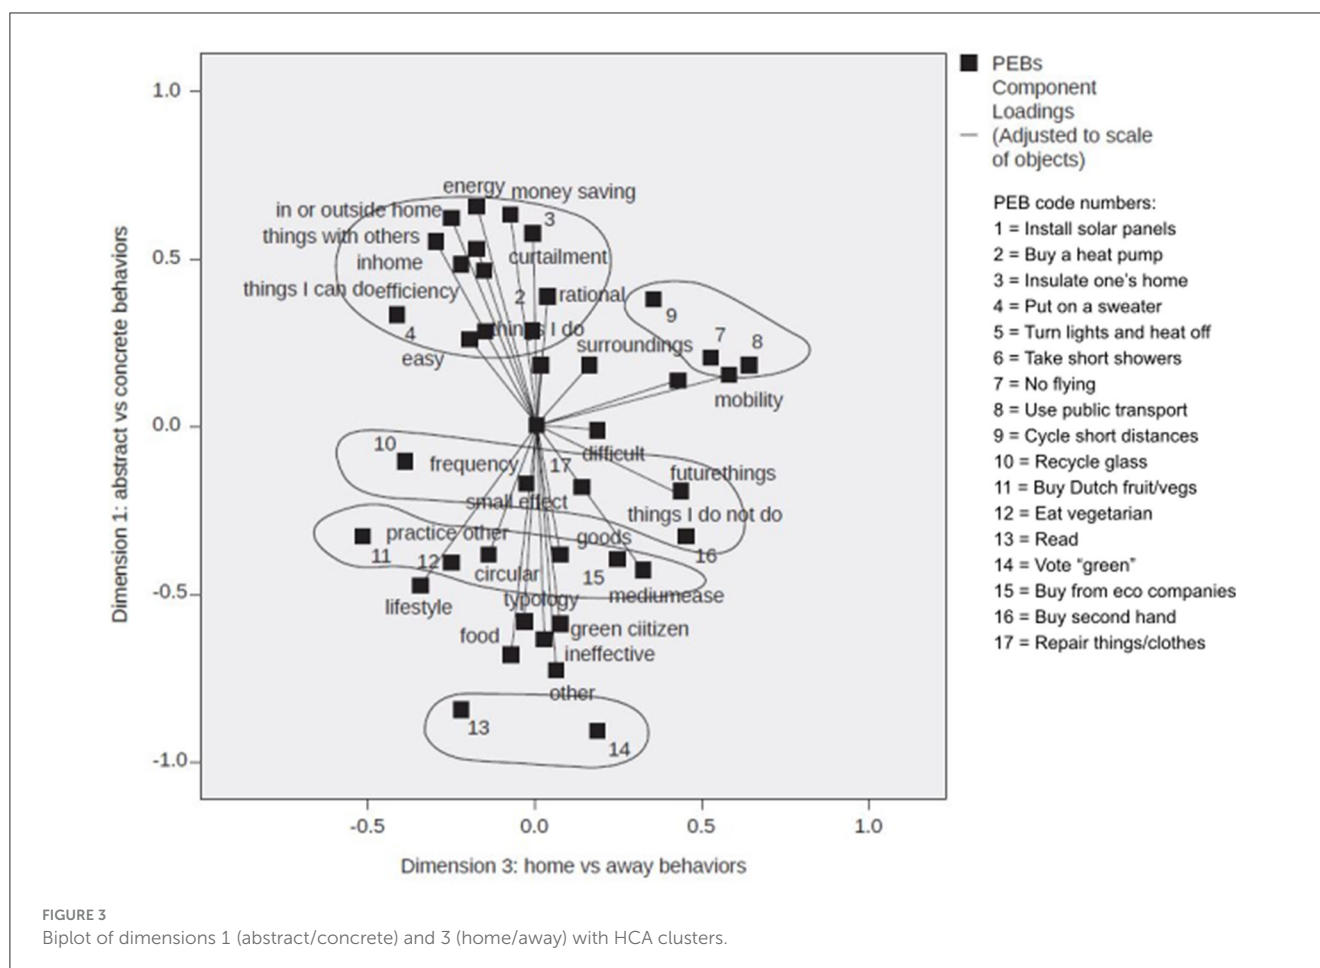 1.0
0.5
0.0
-0.5
-1.0
Dimension 1: abstract vs concrete behaviors
energy
money saving
in or outside home
3
things with others
inhome
curtailment
things I can do
efficiency
2
rational
4
things I do
easy
surroundings
9
7
8
mobility
10
frequency
17
difficult
futurethings
small effect
things I do not do
practice other
goods
11
12
circular
15
16
mediumease
lifestyle
typology
food
green ciitizen
ineffective
other
13
14
-0.5
0.0
0.5
1.0
Dimension 3: home vs away behaviors
PEBs
Component
Loadings
(Adjusted to scale
of objects)
PEB code numbers:
1 = Install solar panels
2 = Buy a heat pump
3 = Insulate one's home
4 = Put on a sweater
5 = Turn lights and heat off
6 = Take short showers
7 = No flying
8 = Use public transport
9 = Cycle short distances
10 = Recycle glass
11 = Buy Dutch fruit/vegs
12 = Eat vegetarian
13 = Read
14 = Vote “green”
15 = Buy from eco companies
16 = Buy second hand
17 = Repair things/clothes
FIGURE 3
Biplot of dimensions 1 (abstract/concrete) and 3 (home/away) with HCA clusters.